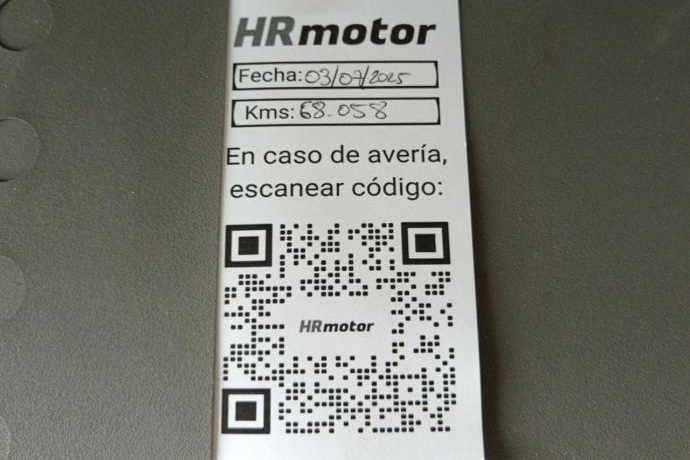 HRmotor
Fecha: 03/07/2025
Kms: 68.058
En caso de avería,
escanear código:
HRmotor